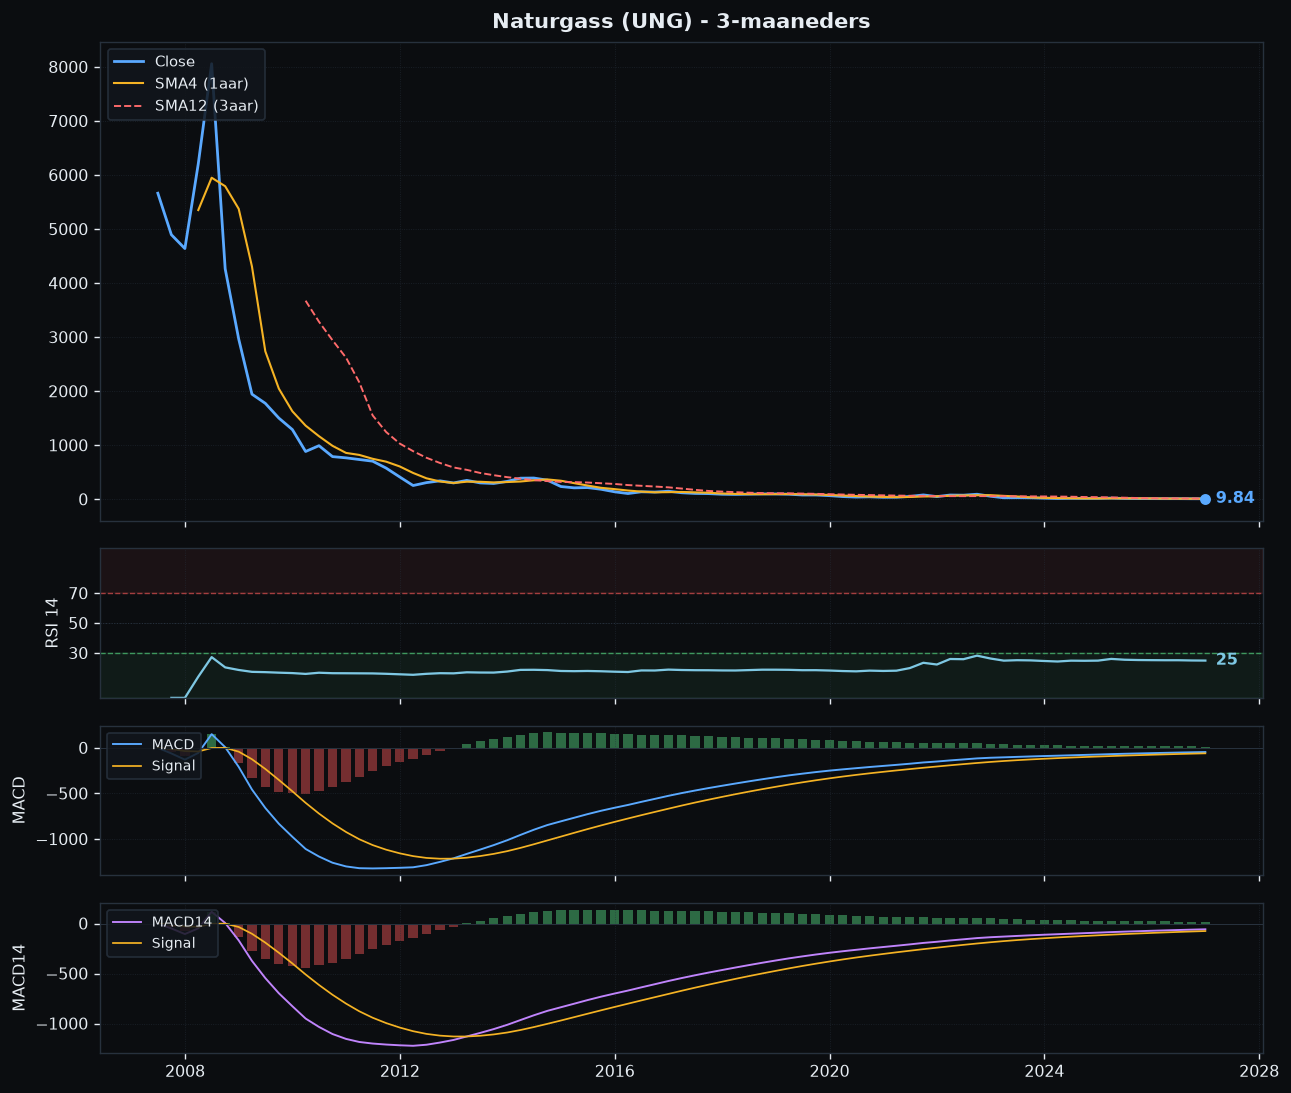 Naturgass (UNG) - 3-maaneders
Close
SMA4 (1aar)
SMA12 (3aar)
8000
7000
6000
5000
4000
3000
2000
1000
0
9.84
RSI 14
70
50
30
25
MACD
Signal
MACD
0
−500
−1000
MACD14
Signal
MACD14
0
−500
−1000
2008
2012
2016
2020
2024
2028